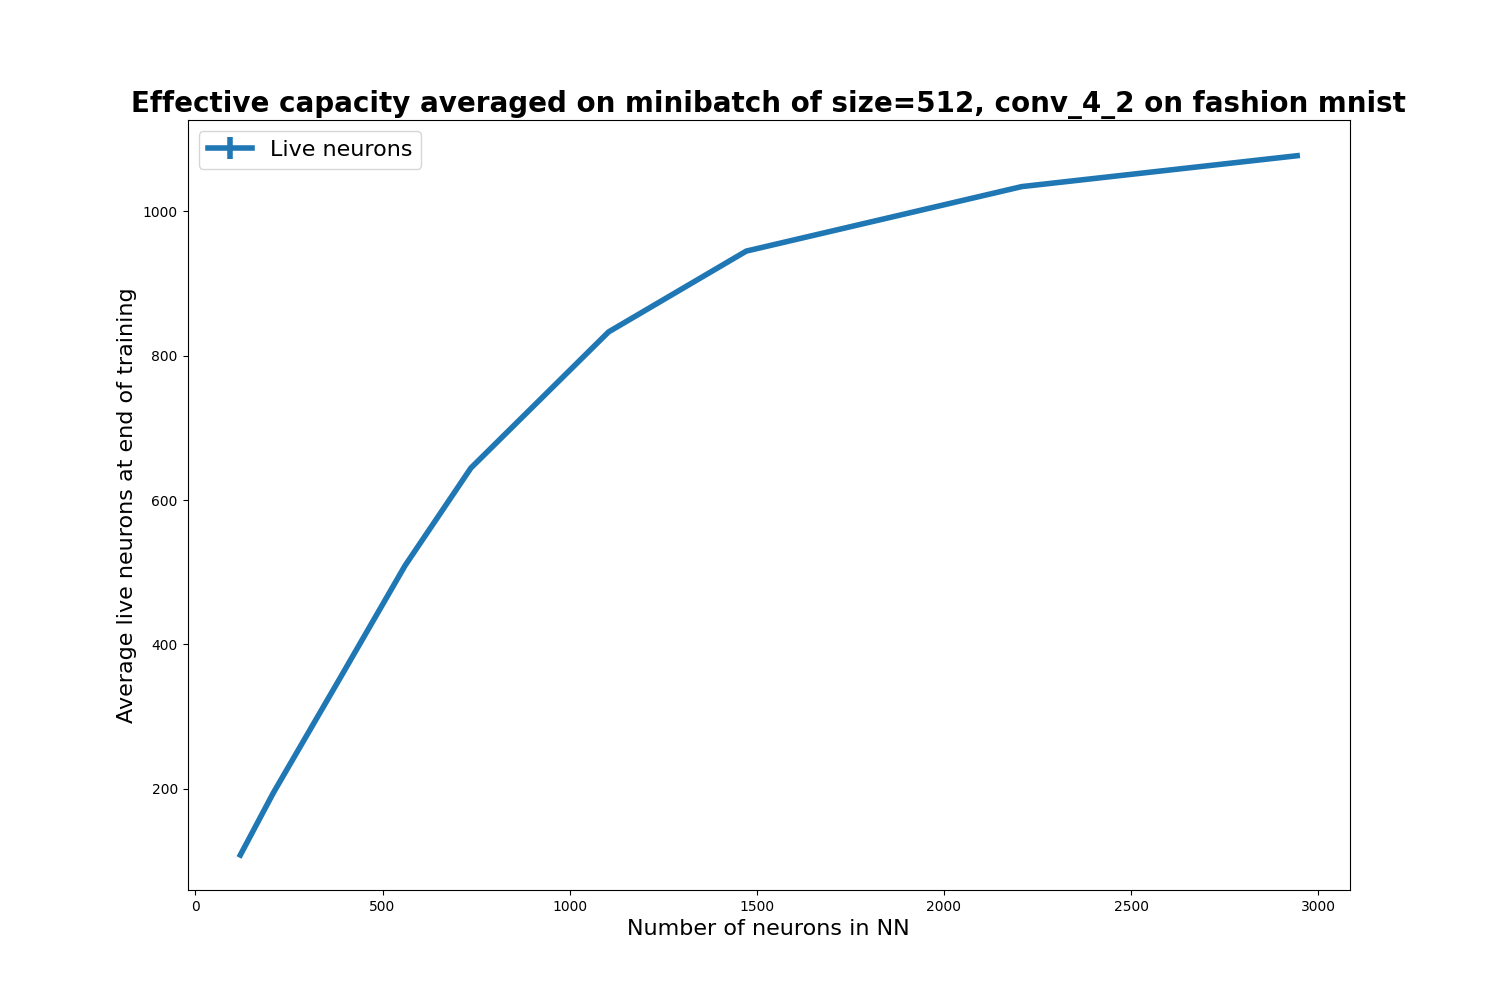 Effective capacity averaged on minibatch of size=512, conv_4_2 on fashion mnist
Live neurons
Average live neurons at end of training
1000
800
600
400
200
0 500 1000 1500 2000 2500 3000
Number of neurons in NN